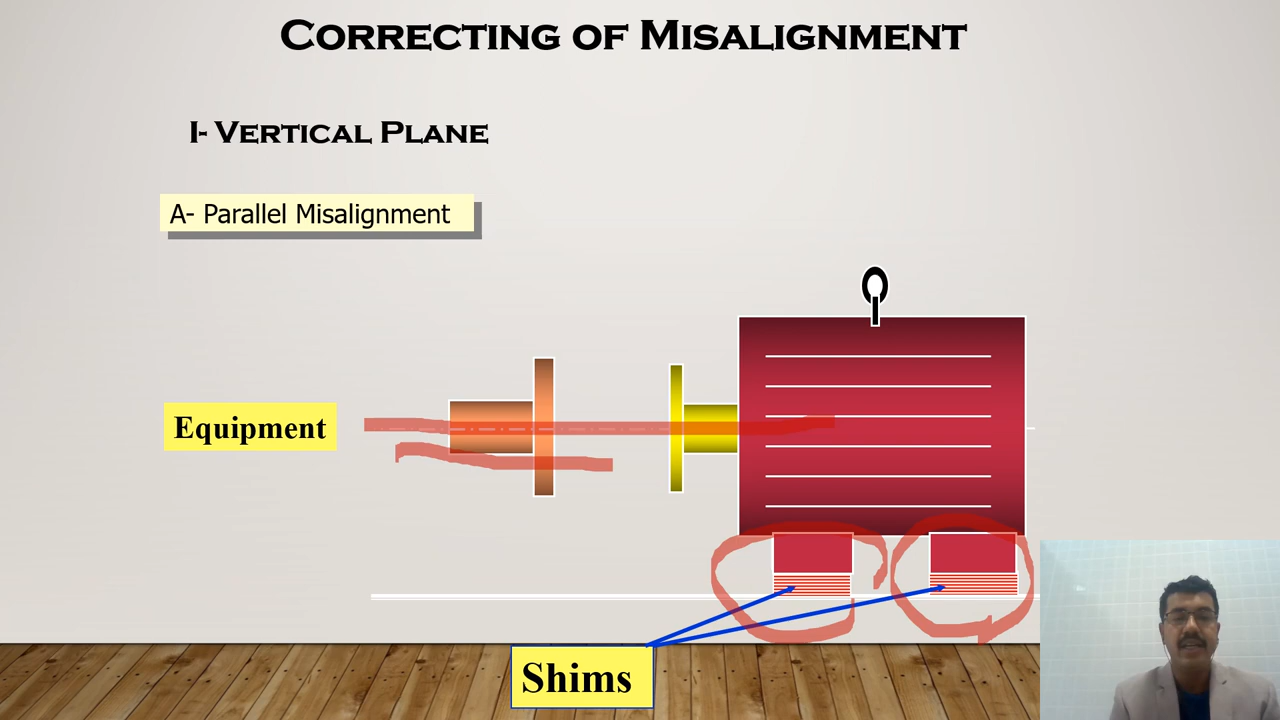 Correcting of Misalignment
I- Vertical Plane
A- Parallel Misalignment
Equipment
Shims